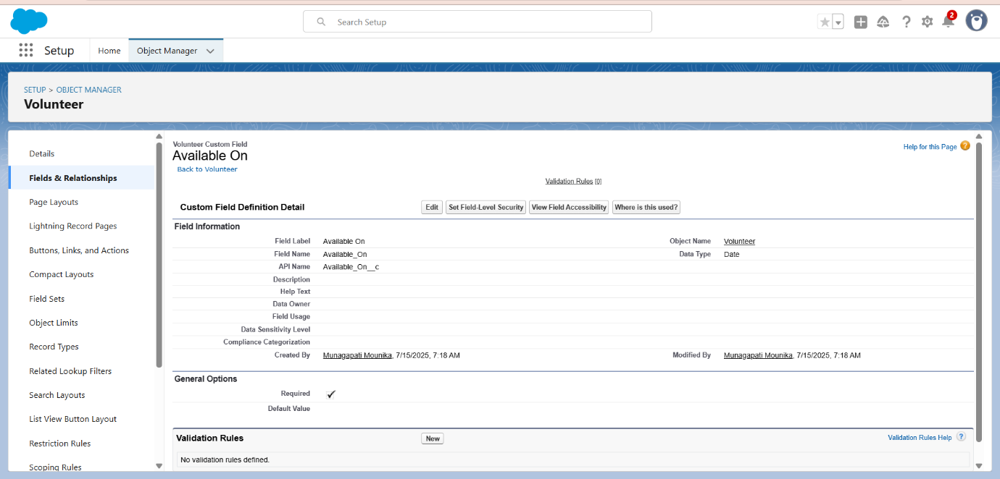 Search Setup
2
Setup
Home
Object Manager
SETUP > OBJECT MANAGER
Volunteer
Details
Fields & Relationships
Page Layouts
Lightning Record Pages
Buttons, Links, and Actions
Compact Layouts
Field Sets
Object Limits
Record Types
Related Lookup Filters
Search Layouts
List View Button Layout
Restriction Rules
Scoping Rules
Volunteer Custom Field
Available On
Back to Volunteer
Help for this Page ?
Validation Rules [0]
Custom Field Definition Detail Edit Set Field-Level Security View Field Accessibility Where is this used?
Field Information
Field Label Available On Object Name Volunteer
Field Name Available_On Data Type Date
API Name Available_On__c
Description
Help Text
Data Owner
Field Usage
Data Sensitivity Level
Compliance Categorization
Created By Munagapati Mounika, 7/15/2025, 7:18 AM Modified By Munagapati Mounika, 7/15/2025, 7:18 AM
General Options
Required ✓
Default Value
Validation Rules New Validation Rules Help ?
No validation rules defined.